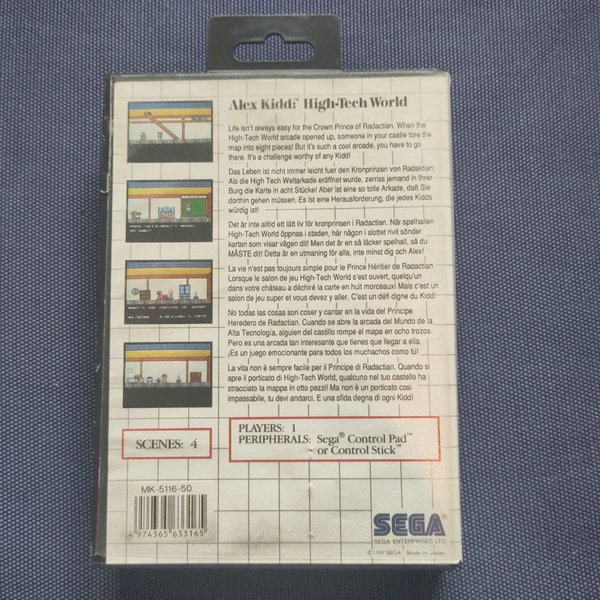 Alex Kidd:™ High-Tech World
Life isn't always easy for the Crown Prince of Radactian. When the
High-Tech World arcade opened up, someone in your castle tore the
map into eight pieces! But it's such a cool arcade, you have to go
there. It's a challenge worthy of any Kidd!
Das Leben ist nicht immer leicht fuer den Kronprinzen von Radaktian.
Als die High Tech Weltarkade eröffnet wurde, zerriss jemand in Ihrer
Burg die Karte in acht Stücke! Aber ist eine so tolle Arkade, daß Sie
dorthin gehen müssen. Es ist eine Herausforderung, die jedes Kidds
würdig ist!
Det är inte alltid ett lätt liv för kronprinsen i Radactian. När spelhallen
High-Tech World öppnas i staden, här någon i slottet rivit sönder
kartan som visar vägen dit! Men det är en så läcker spelhall, så du
MÅSTE dit! Detta är en utmaning för alla, inte minst dig och Alex!
La vie n'est pas toujours simple pour le Prince Héritier de Radactian.
Lorsque le salon de jeu High-Tech World s'est ouvert, quelqu'un
dans votre château a déchiré la carte en huit morceaux! Mais c'est un
salon de jeu super et vous devez y aller. C'est un défi digne du Kidd!
No todas las cosas son coser y cantar en la vida del Príncipe
Heredero de Radactian. Cuando se abre la arcada del Mundo de la
Alta Tecnología, alguien del castillo rompe el mapa en ocho trozos.
Pero es una arcada tan interesante que tienes que llegar a ella.
¡Es un juego emocionante para todos los muchachos como tú!
La vita non è sempre facile per il Principe di Radactian. Quando si
apre il porticato di High-Tech World, qualcuno nel tuo castello ha
stracciato la mappa in otto pezzi! Ma non è un porticato cosi
impassabile, tu devi andarci. E una sfida degna di ogni Kidd!
SCENES: 4
PLAYERS: 1
PERIPHERALS: Sega® Control Pad™
or Control Stick™
MK-5116-50
4 974365 633165
SEGA®
SEGA ENTERPRISES LTD.
©1989 SEGA Made in Japan